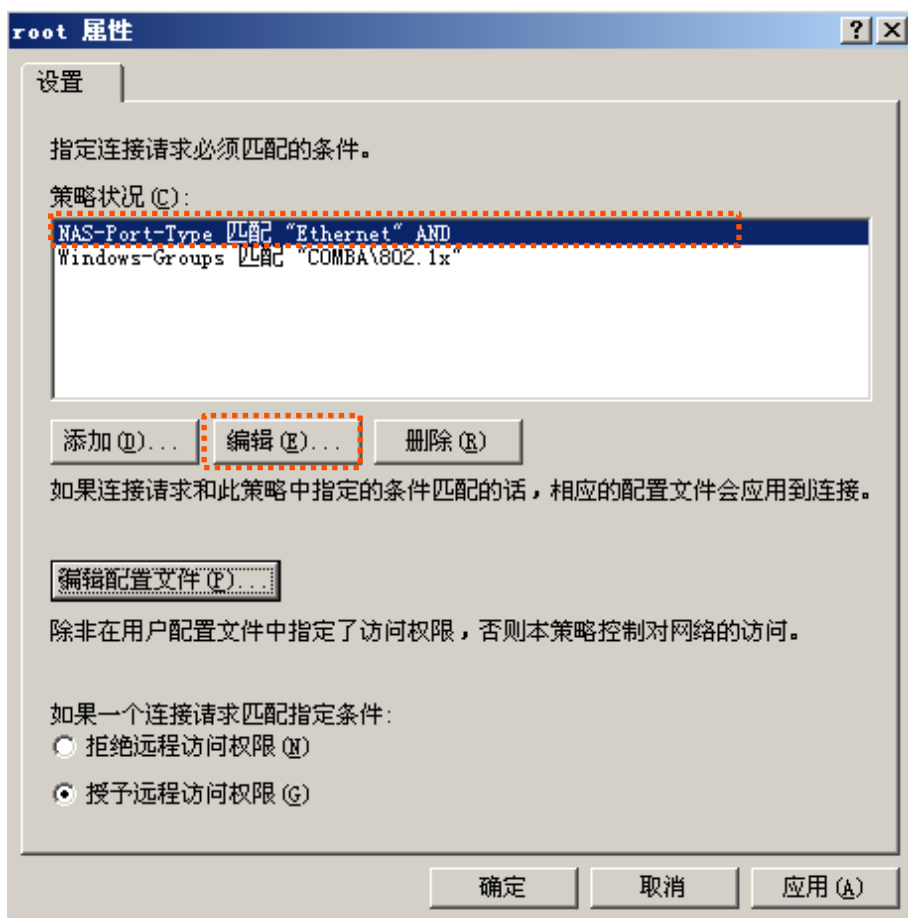 root 属性
设置
指定连接请求必须匹配的条件。
策略状况(C):
NAS-Port-Type 匹配 "Ethernet" AND
Windows-Groups 匹配 "COMBA\802.1x"
添加(D)... 编辑(E)... 删除(R)
如果连接请求和此策略中指定的条件匹配的话，相应的配置文件会应用到连接。
编辑配置文件(P)...
除非在用户配置文件中指定了访问权限，否则本策略控制对网络的访问。
如果一个连接请求匹配指定条件:
拒绝远程访问权限(N)
授予远程访问权限(G)
确定 取消 应用(A)